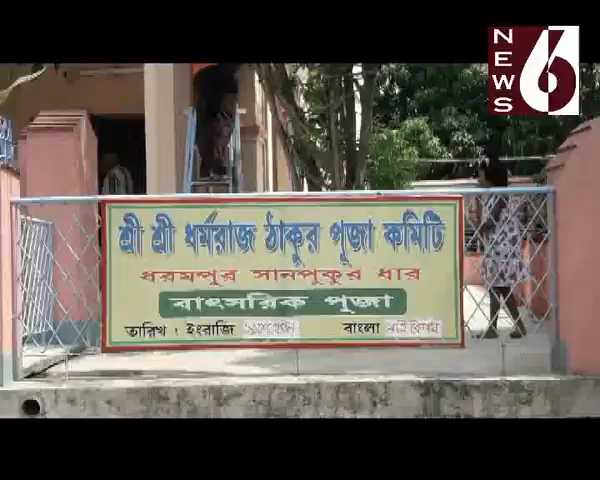 NEWS 6
শ্রী শ্রী ধর্মরাজ ঠাকুর পূজা কমিটি
ধরমপুর সানপুকুর ধার
বাৎসরিক পূজা
তারিখ : ইংরাজি বাংলা